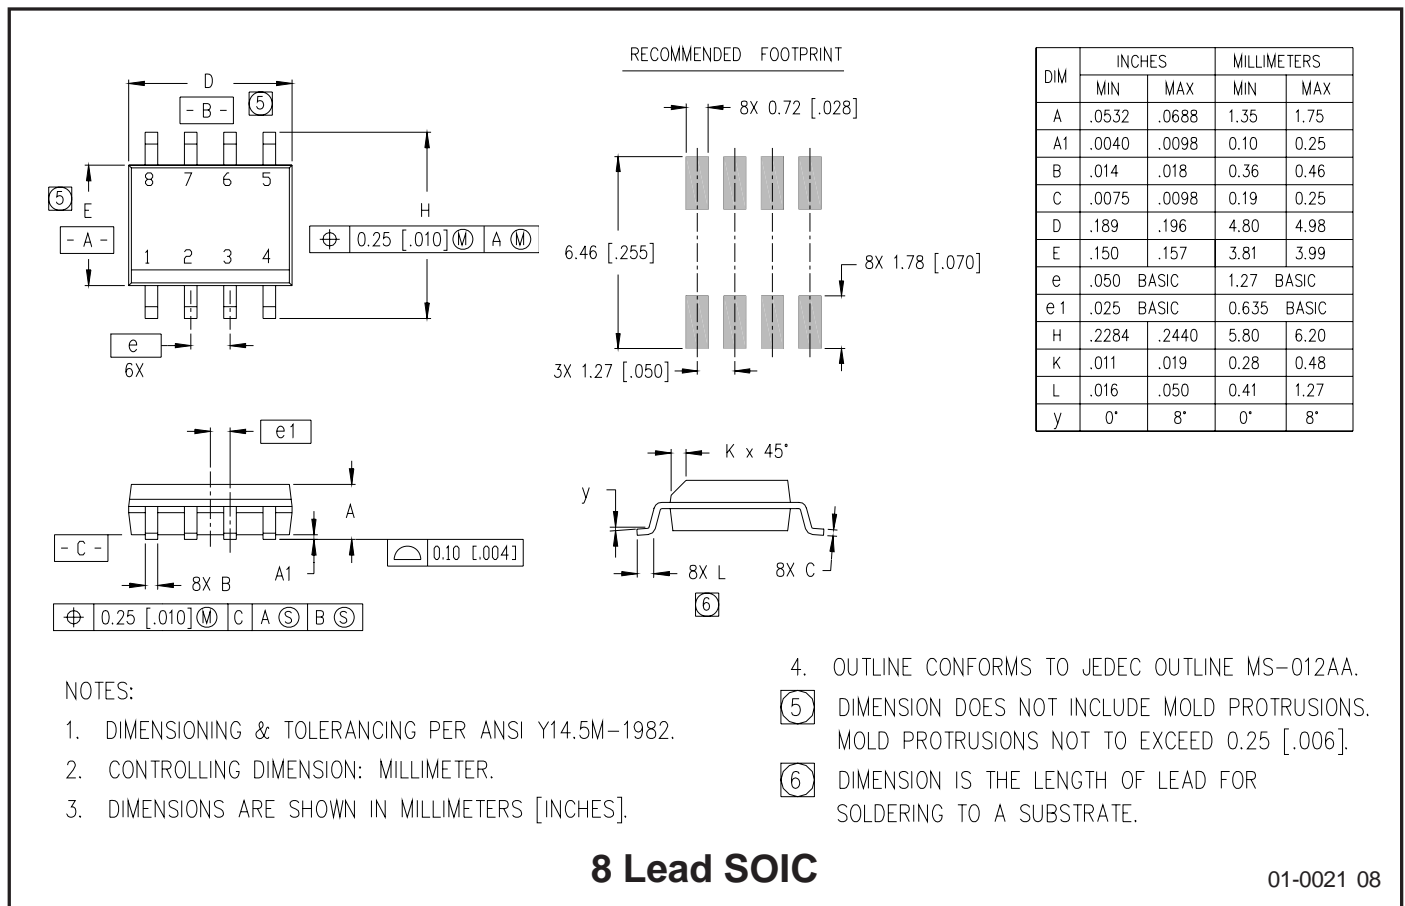 RECOMMENDED FOOTPRINT
D
- B -
5
8 7 6 5
5
E
- A -
1 2 3 4
H
⌖ 0.25 [.010] Ⓜ A Ⓜ
e
6X
8X 0.72 [.028]
6.46 [.255]
8X 1.78 [.070]
3X 1.27 [.050]
DIM INCHES MILLIMETERS
MIN MAX MIN MAX
A .0532 .0688 1.35 1.75
A1 .0040 .0098 0.10 0.25
B .014 .018 0.36 0.46
C .0075 .0098 0.19 0.25
D .189 .196 4.80 4.98
E .150 .157 3.81 3.99
e .050 BASIC 1.27 BASIC
e1 .025 BASIC 0.635 BASIC
H .2284 .2440 5.80 6.20
K .011 .019 0.28 0.48
L .016 .050 0.41 1.27
y 0° 8° 0° 8°
e1
A
- C -
A1
8X B
0.10 [.004]
⌖ 0.25 [.010] Ⓜ C A Ⓢ B Ⓢ
K x 45°
y
8X L
6
8X C
NOTES:
1. DIMENSIONING & TOLERANCING PER ANSI Y14.5M-1982.
2. CONTROLLING DIMENSION: MILLIMETER.
3. DIMENSIONS ARE SHOWN IN MILLIMETERS [INCHES].
4. OUTLINE CONFORMS TO JEDEC OUTLINE MS-012AA.
5 DIMENSION DOES NOT INCLUDE MOLD PROTRUSIONS.
MOLD PROTRUSIONS NOT TO EXCEED 0.25 [.006].
6 DIMENSION IS THE LENGTH OF LEAD FOR
SOLDERING TO A SUBSTRATE.
8 Lead SOIC
01-0021 08